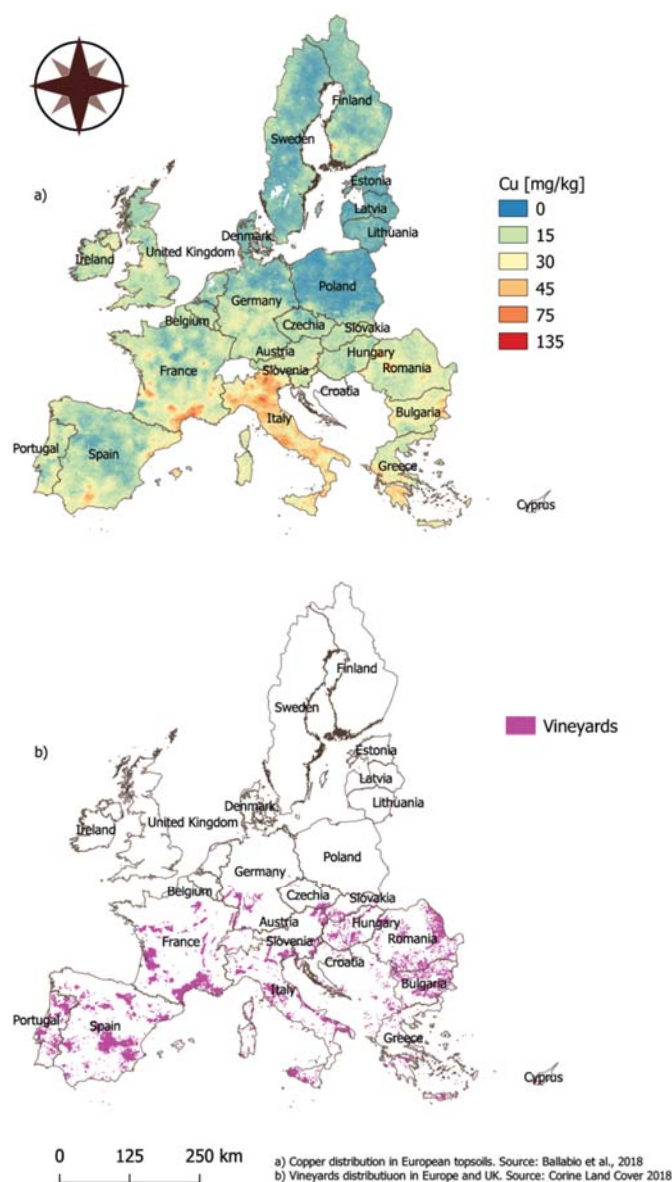 Finland
Sweden
a)
Cu [mg/kg]
Estonia
0
Latvia
15
Lithuania
Denmark
30
United Kingdom
Ireland
45
Poland
75
Germany
Belgium
135
Czechia
Slovakia
Austria
Hungary
France
Slovenia
Romania
Croatia
Bulgaria
Italy
Portugal
Spain
Greece
Cyprus
Finland
Sweden
Vineyards
b)
Estonia
Latvia
Denmark
Lithuania
Ireland
United Kingdom
Poland
Germany
Belgium
Czechia
Slovakia
Austria
Hungary
France
Slovenia
Romania
Croatia
Bulgaria
Italy
Portugal
Spain
Greece
Cyprus
0 125 250 km
a) Copper distribution in European topsoils. Source: Ballabio et al., 2018
b) Vineyards distributiuon in Europe and UK. Source: Corine Land Cover 2018